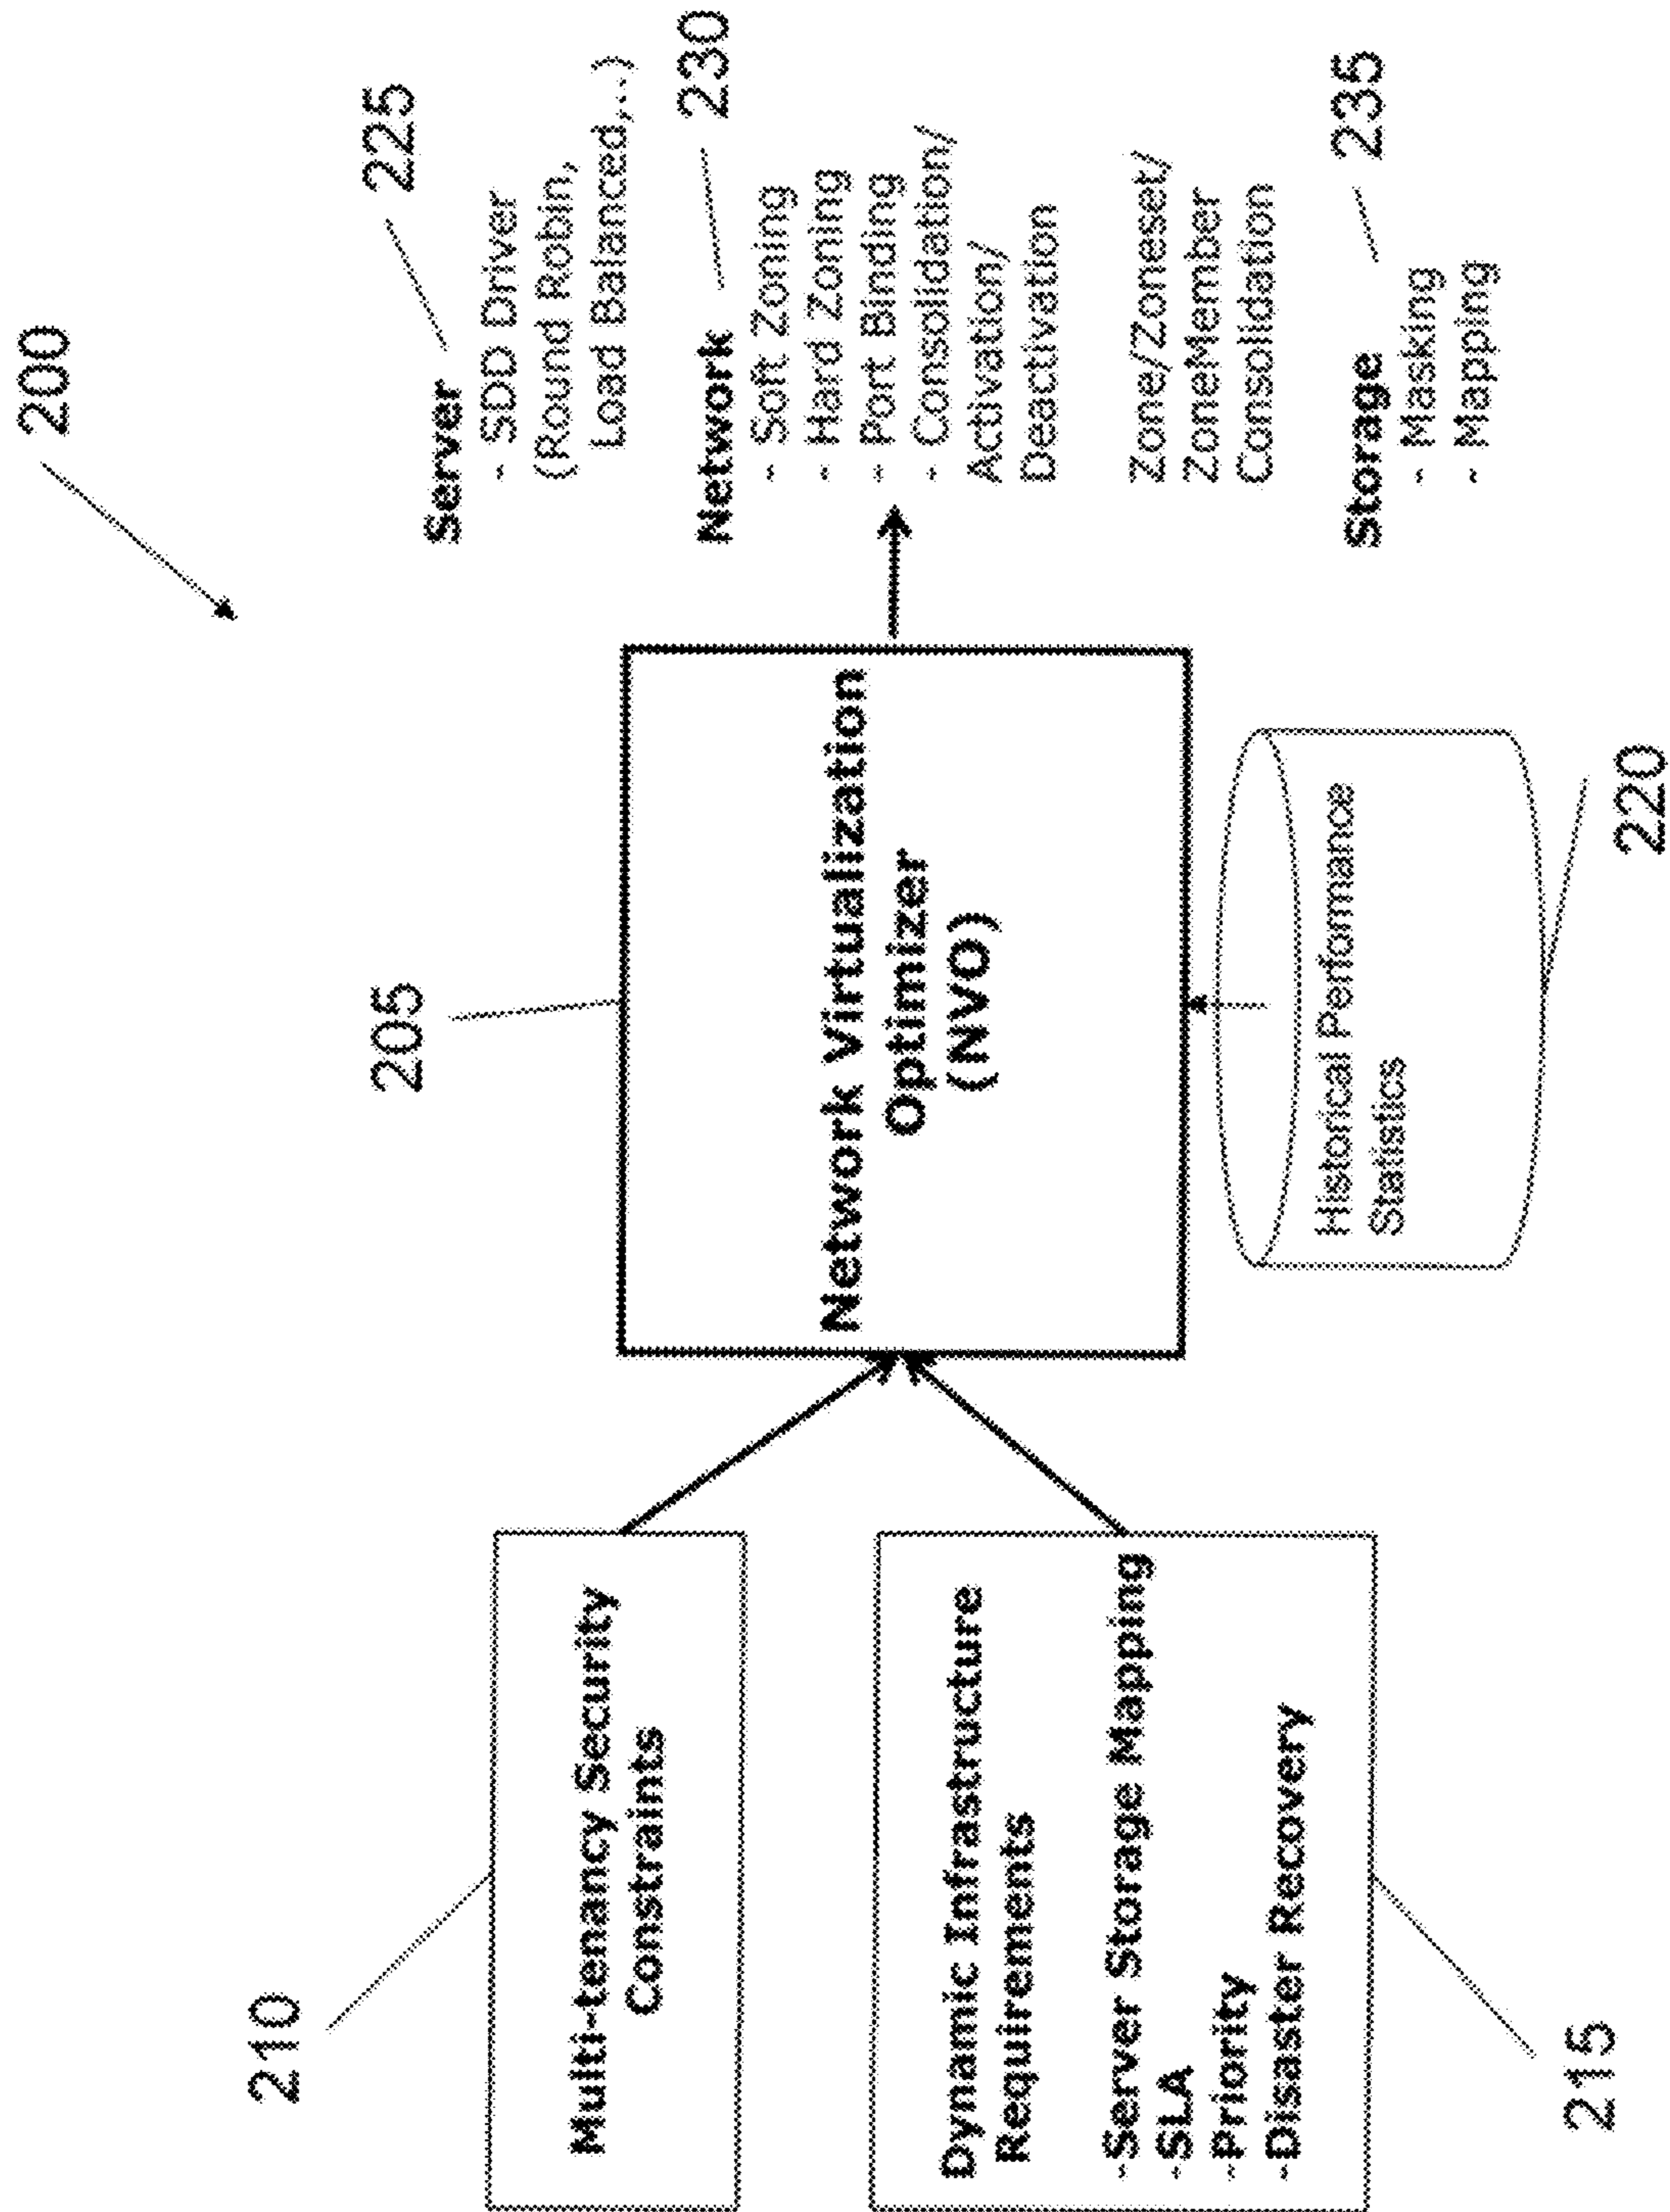 200
205
210
Multi-tenancy Security
Constraints
Dynamic Infrastructure
Requirements
-Server Storage Mapping
-SLA
-Priority
-Disaster Recovery
215
Network Virtualization
Optimizer
(NVO)
Historical Performance
Statistics
220
Server
225
- SDD Driver
(Round Robin,
Load Balanced,..)
Network
230
- Soft Zoning
- Hard Zoning
- Port Binding
- Consolidation/
Activation/
Deactivation
Zone/Zoneset/
ZoneMember
Consolidation
Storage
235
- Masking
- Mapping